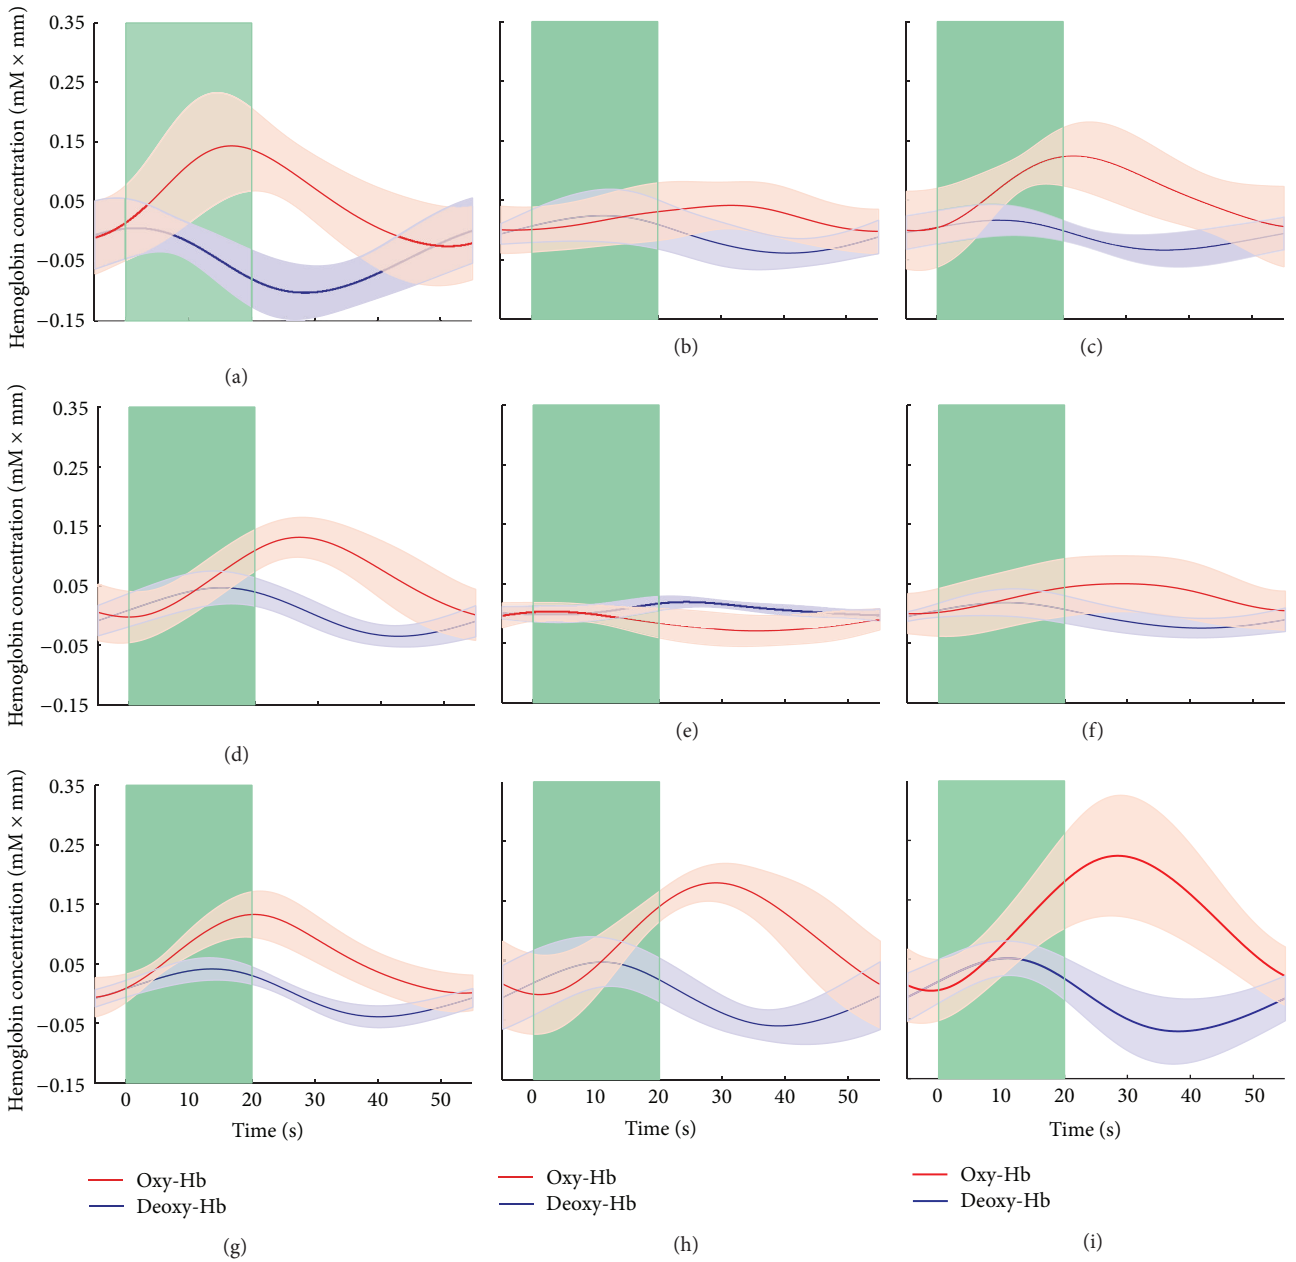 Hemoglobin concentration (mM × mm)
0.35
0.25
0.15
0.05
−0.05
−0.15
(a)
(b)
(c)
Hemoglobin concentration (mM × mm)
0.35
0.25
0.15
0.05
−0.05
−0.15
(d)
(e)
(f)
Hemoglobin concentration (mM × mm)
0.35
0.25
0.15
0.05
−0.05
−0.15
0 10 20 30 40 50
Time (s)
Oxy-Hb
Deoxy-Hb
(g)
0 10 20 30 40 50
Time (s)
Oxy-Hb
Deoxy-Hb
(h)
0 10 20 30 40 50
Time (s)
Oxy-Hb
Deoxy-Hb
(i)